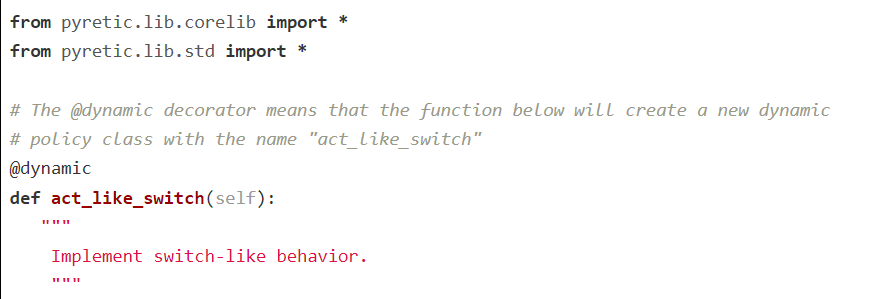 from pyretic.lib.corelib import *
from pyretic.lib.std import *
# The @dynamic decorator means that the function below will create a new dynamic
# policy class with the name "act_like_switch"
@dynamic
def act_like_switch(self):
"""
Implement switch-like behavior.
"""